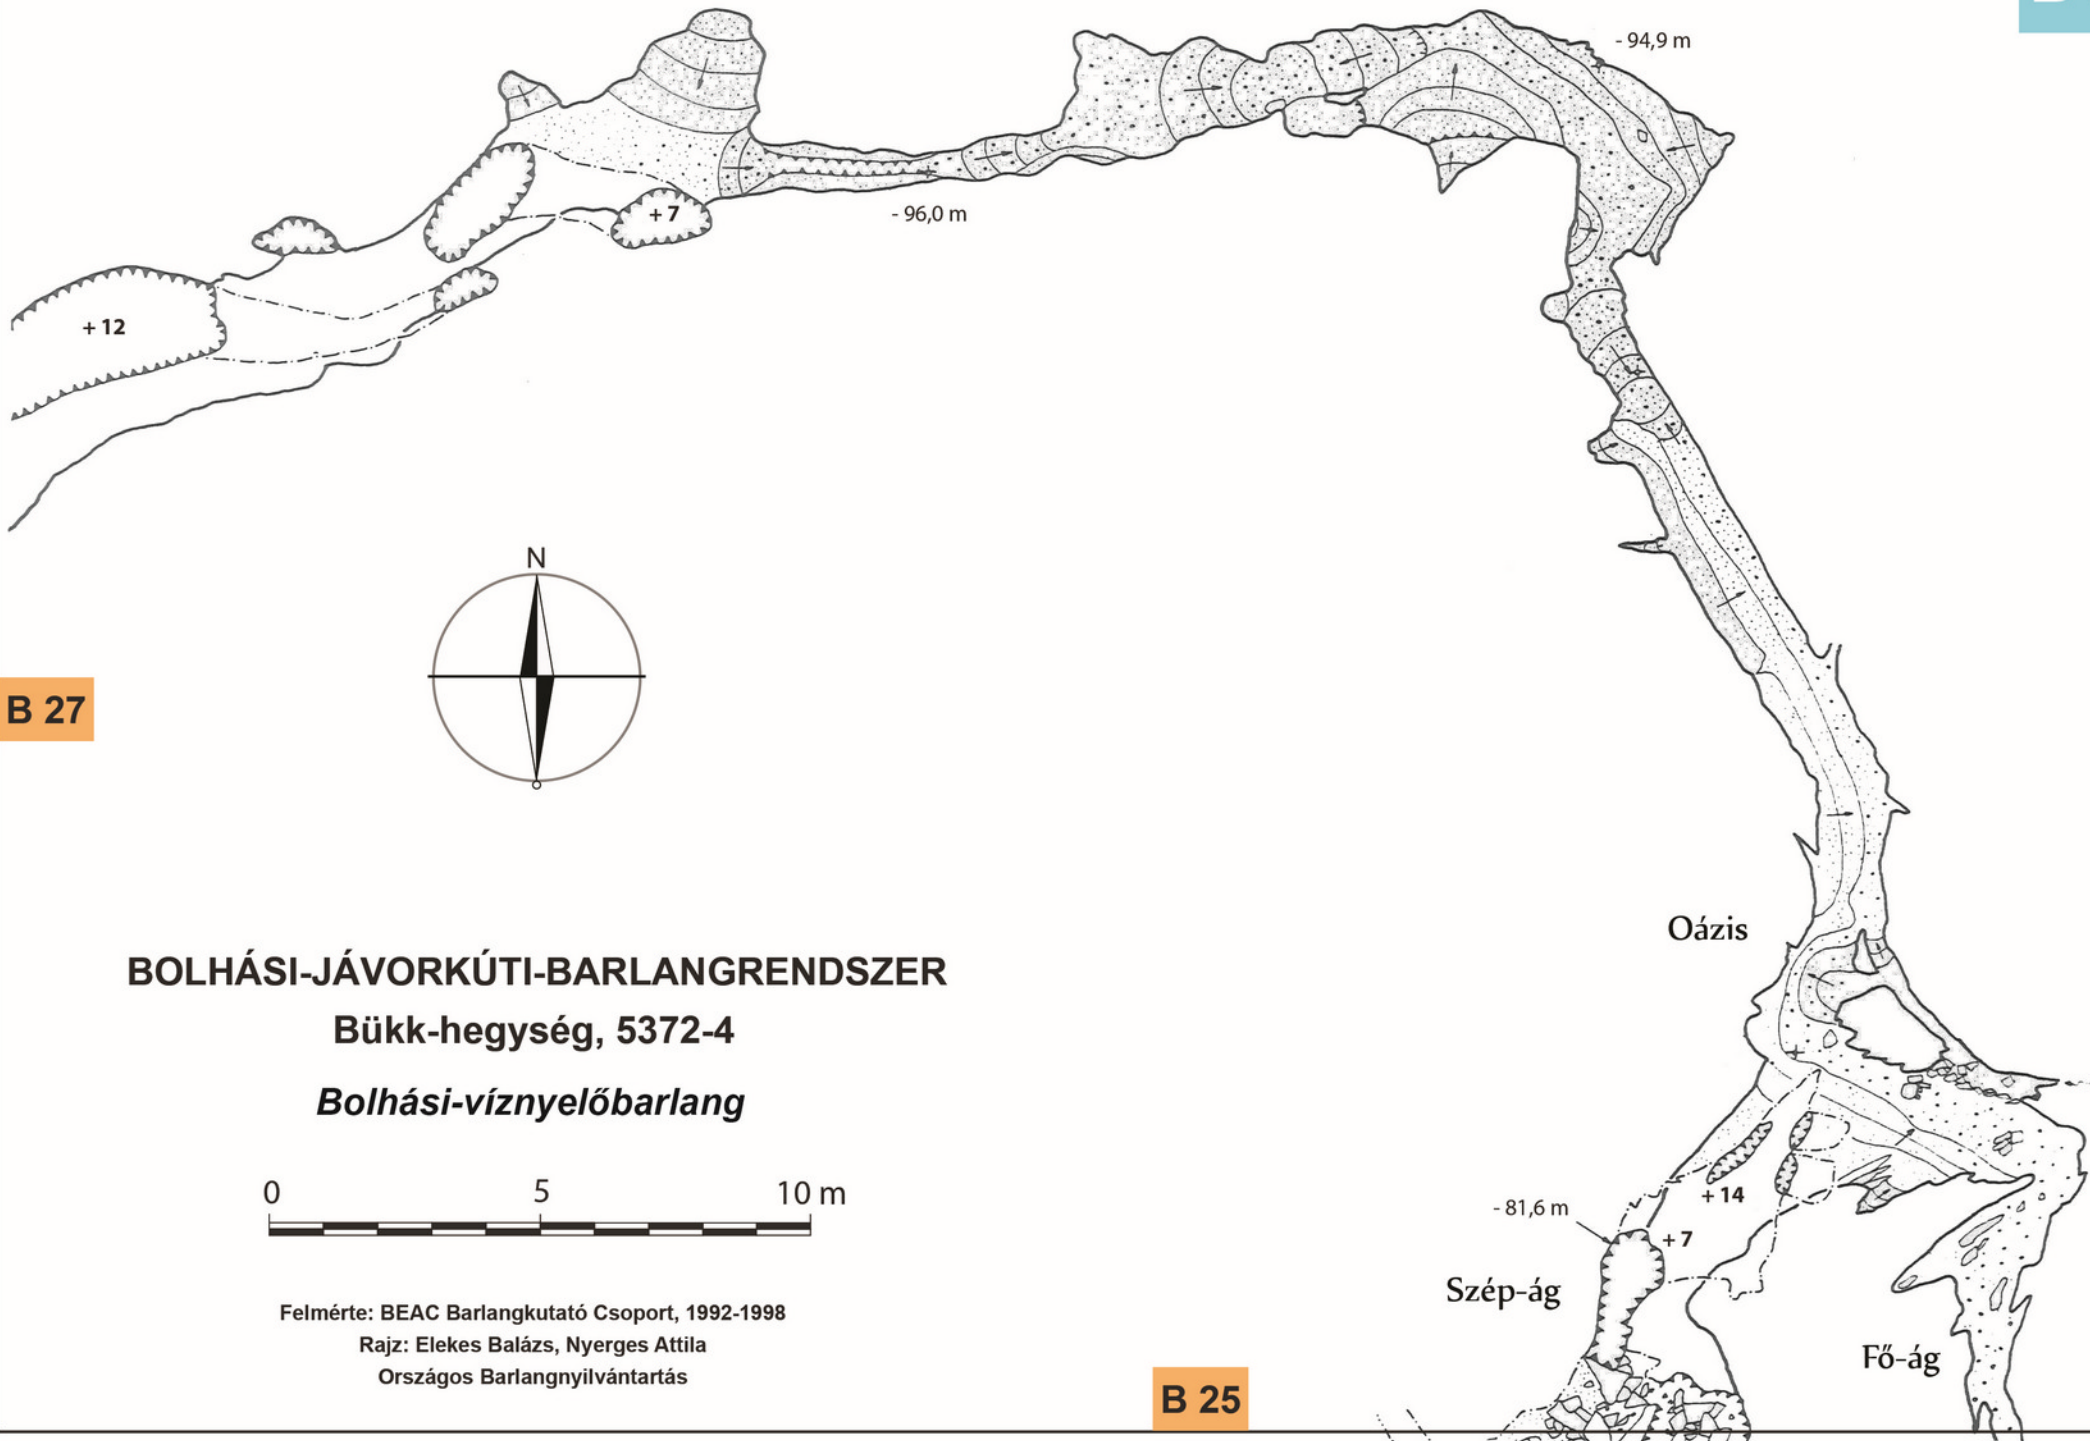 - 94,9 m
+ 7
- 96,0 m
+ 12
N
B 27
Oázis
BOLHÁSI-JÁVORKÚTI-BARLANGRENDSZER
Bükk-hegység, 5372-4
Bolhási-víznyelőbarlang
0 5 10 m
+ 14
- 81,6 m
+ 7
Szép-ág
Felmérte: BEAC Barlangkutató Csoport, 1992-1998
Rajz: Elekes Balázs, Nyerges Attila
Országos Barlangnyilvántartás
Fő-ág
B 25